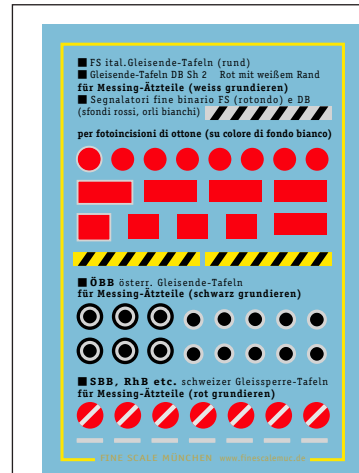 ■ FS ital.Gleisende-Tafeln (rund)
■ Gleisende-Tafeln DB Sh 2 Rot mit weißem Rand
für Messing-Ätzteile (weiss grundieren)
■ Segnalatori fine binario FS (rotondo) e DB
(sfondi rossi, orli bianchi)
per fotoincisioni di ottone (su colore di fondo bianco)
■ ÖBB österr. Gleisende-Tafeln
für Messing-Ätzteile (schwarz grundieren)
■ SBB, RhB etc. schweizer Gleissperre-Tafeln
für Messing-Ätzteile (rot grundieren)
FINE SCALE MÜNCHEN